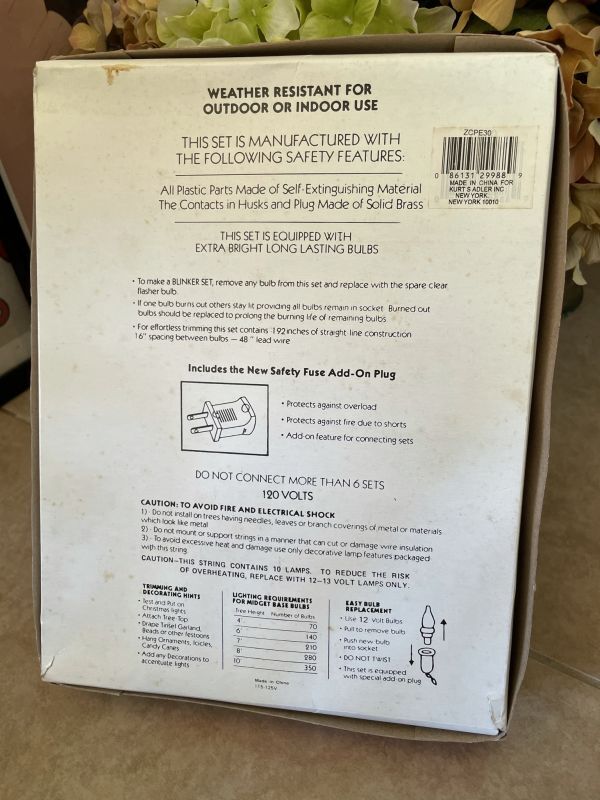 WEATHER RESISTANT FOR
OUTDOOR OR INDOOR USE
THIS SET IS MANUFACTURED WITH
THE FOLLOWING SAFETY FEATURES:
ZCPE30
0 86131 29988 9
MADE IN CHINA FOR
KURT S ADLER INC
NEW YORK,
NEW YORK 10010
All Plastic Parts Made of Self-Extinguishing Material
The Contacts in Husks and Plug Made of Solid Brass
THIS SET IS EQUIPPED WITH
EXTRA BRIGHT LONG LASTING BULBS
• To make a BLINKER SET, remove any bulb from this set and replace with the spare clear
flasher bulb.
• If one bulb burns out others stay lit providing all bulbs remain in socket. Burned out
bulbs should be replaced to prolong the burning life of remaining bulbs.
• For effortless trimming this set contains 192 inches of straight-line construction
16" spacing between bulbs — 48" lead wire
Includes the New Safety Fuse Add-On Plug
• Protects against overload
• Protects against fire due to shorts
• Add-on feature for connecting sets
DO NOT CONNECT MORE THAN 6 SETS
120 VOLTS
CAUTION: TO AVOID FIRE AND ELECTRICAL SHOCK
1) - Do not install on trees having needles, leaves or branch coverings of metal or materials
which look like metal
2) - Do not mount or support strings in a manner that can cut or damage wire insulation
3) - To avoid excessive heat and damage use only decorative lamp features packaged
with this string
CAUTION—THIS STRING CONTAINS 10 LAMPS. TO REDUCE THE RISK
OF OVERHEATING, REPLACE WITH 12-13 VOLT LAMPS ONLY.
TRIMMING AND
DECORATING HINTS
• Test and Put on
Christmas lights
• Attach Tree-Top
• Drape Tinsel Garland,
Beads or other festoons
• Hang Ornaments, Icicles,
Candy Canes
• Add any Decorations to
accentuate lights
LIGHTING REQUIREMENTS
FOR MIDGET BASE BULBS
Tree Height Number of Bulbs
4' 70
6' 140
7' 210
8' 280
10' 350
Made in China
115-125V
EASY BULB
REPLACEMENT
• Use 12 Volt Bulbs
• Pull to remove bulb
• Push new bulb
into socket
• DO NOT TWIST
• This set is equipped
with special add-on plug